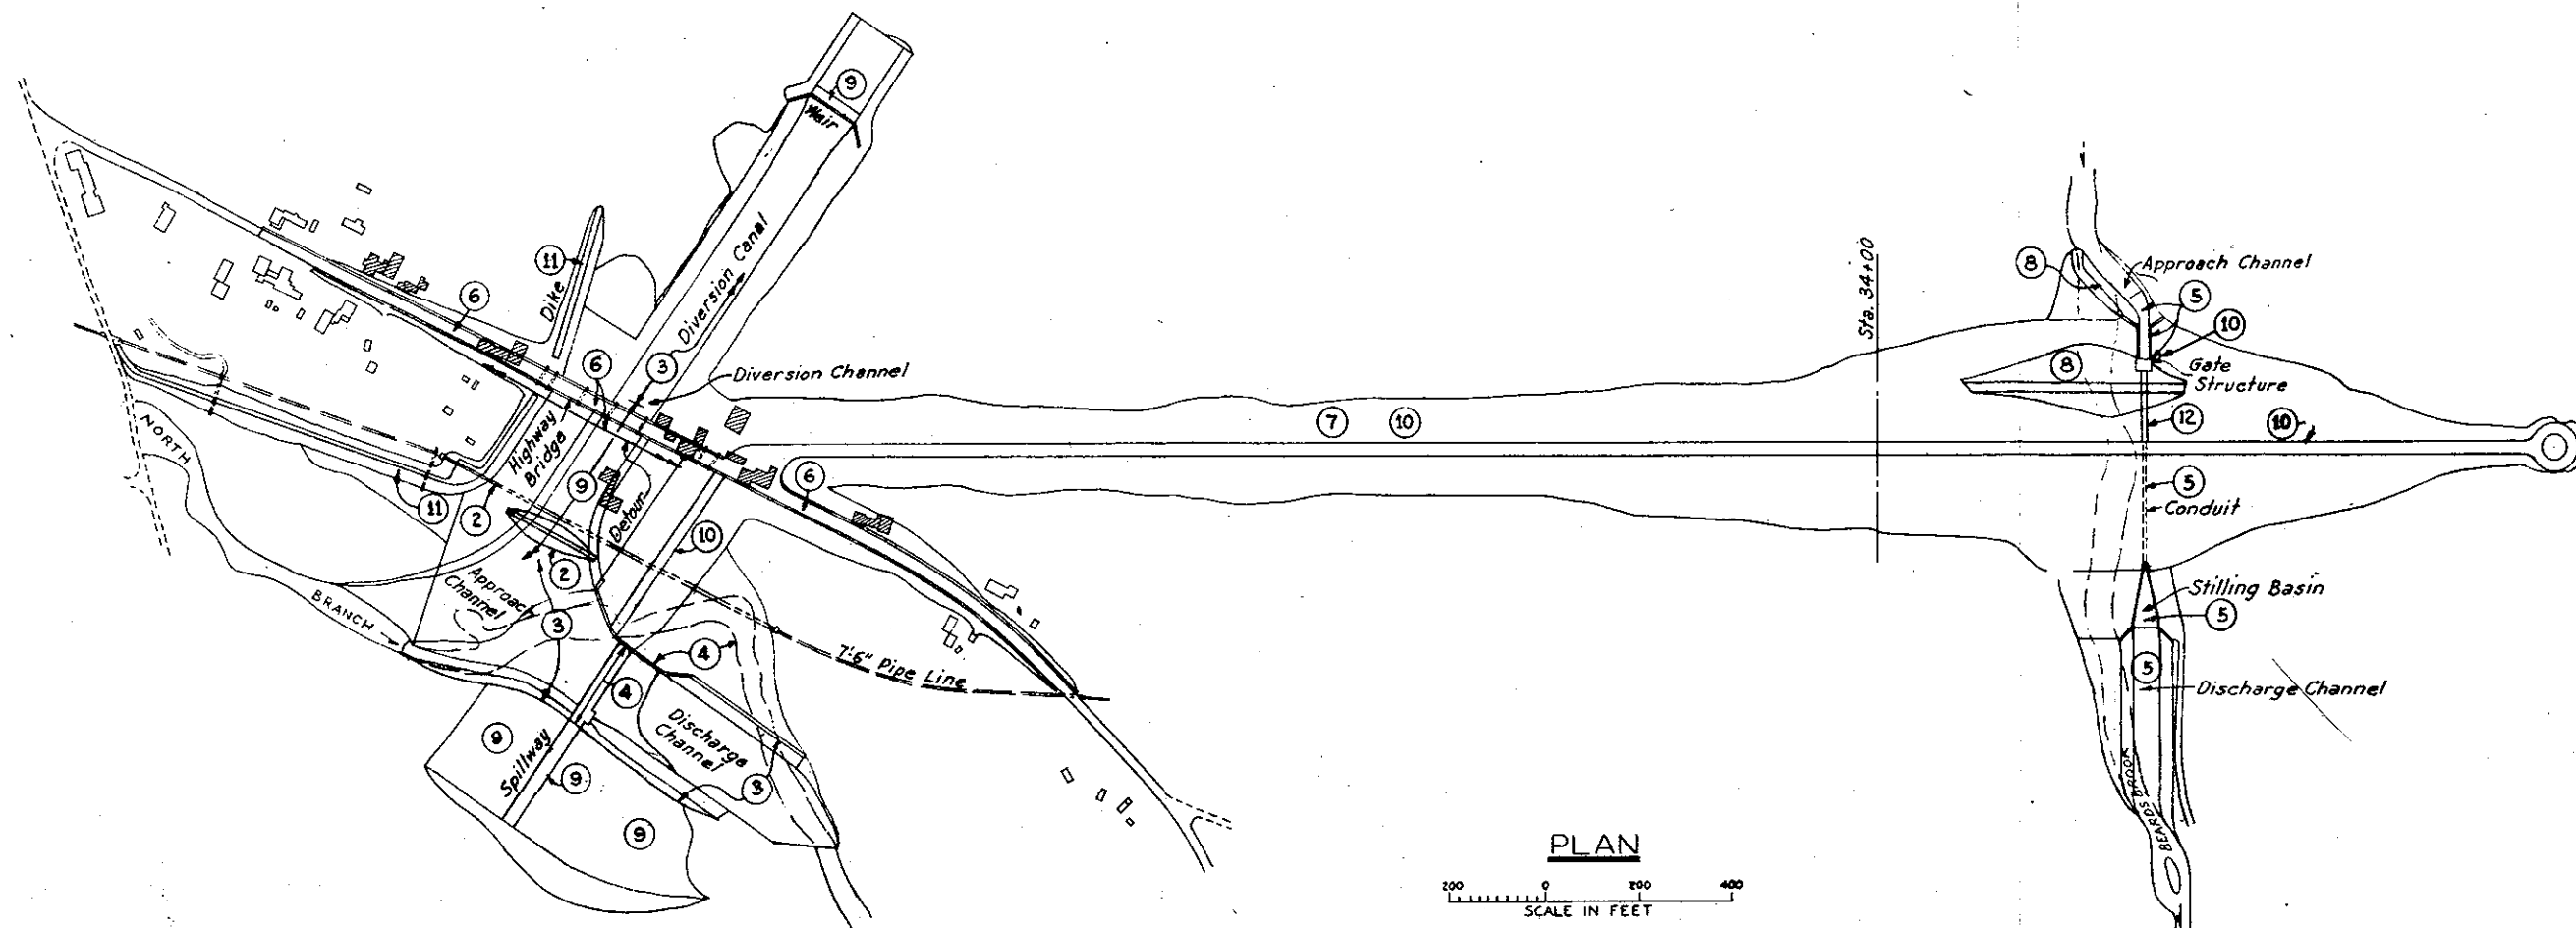 9
Weir
Diversion Canal
11
Dike
6
6
3
Diversion Channel
Highway
Bridge
9
Detour
10
NORTH
BRANCH
11
2
2
Approach
Channel
3
4
4
7'-6" Pipe Line
6
Discharge
Channel
3
Spillway
9
9
9
7
10
Sta. 34+00
8
Approach Channel
5
10
8
Gate
Structure
12
10
5
Conduit
Stilling Basin
5
5
Discharge Channel
BEARDS BROOK
PLAN
200 0 200 400
SCALE IN FEET